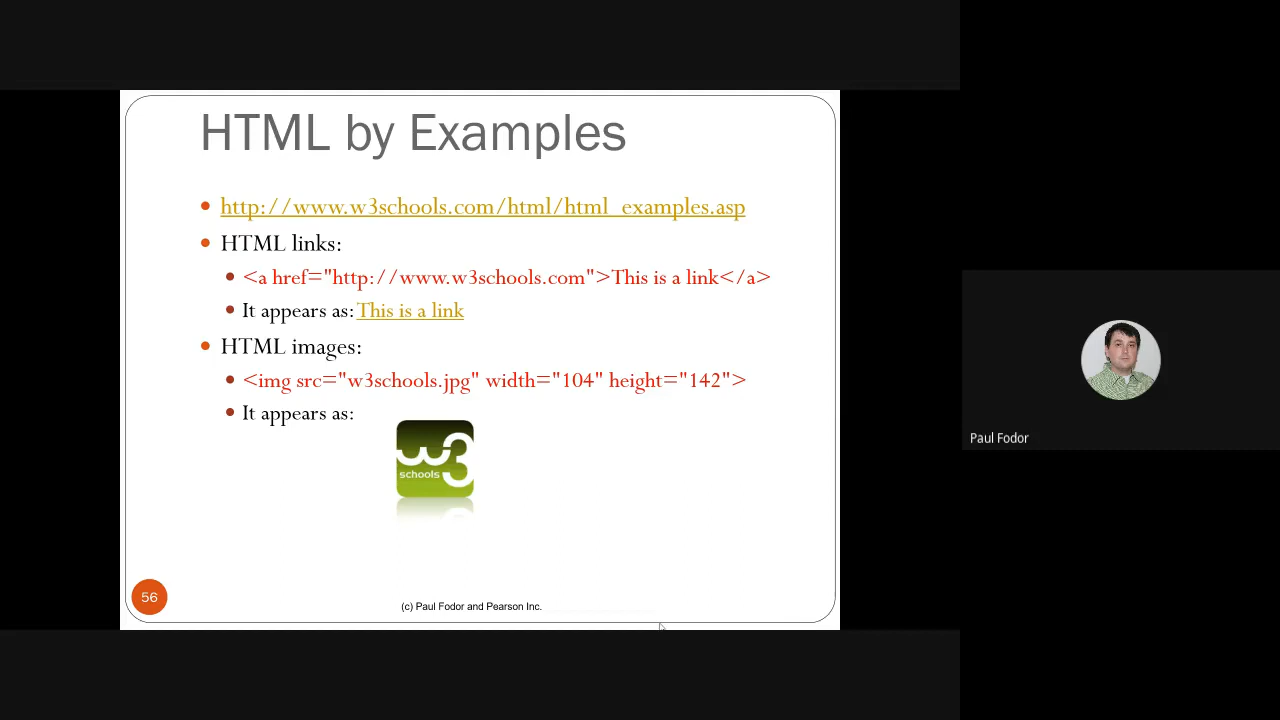 HTML by Examples
http://www.w3schools.com/html/html_examples.asp
HTML links:
<a href="http://www.w3schools.com">This is a link</a>
It appears as: This is a link
HTML images:
<img src="w3schools.jpg" width="104" height="142">
It appears as:
w3
schools
56
(c) Paul Fodor and Pearson Inc.
Paul Fodor